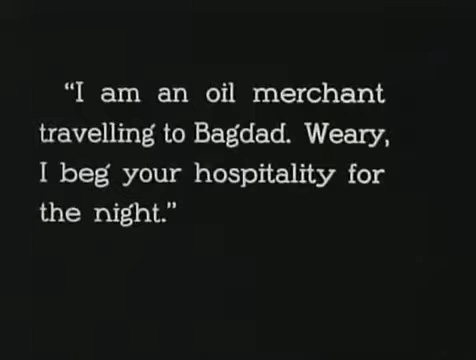 “I am an oil merchant
travelling to Bagdad. Weary,
I beg your hospitality for
the night.”